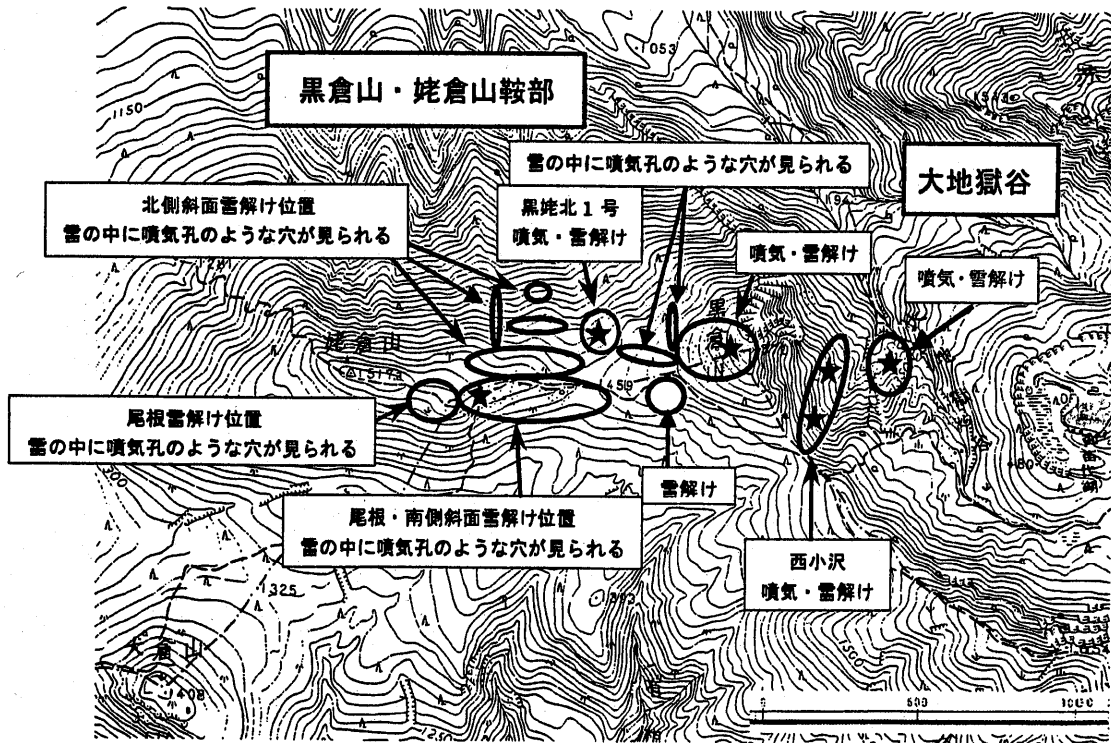 ・1053
黒倉山・姥倉山鞍部
1150
雪の中に噴気孔のような穴が見られる
大地獄谷
北側斜面雪解け位置
雪の中に噴気孔のような穴が見られる
黒姥北１号
噴気・雪解け
噴気・雪解け
噴気・雪解け
黒倉
姥倉山
尾根雪解け位置
雪の中に噴気孔のような穴が見られる
雪解け
尾根・南側斜面雪解け位置
雪の中に噴気孔のような穴が見られる
西小沢
噴気・雪解け
1325
大倉山
1408
0
500